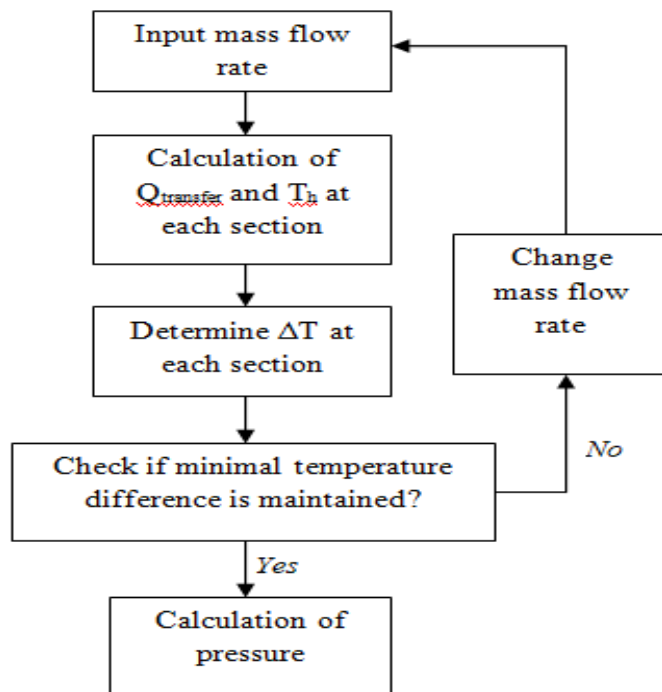 Input mass flow
rate
Calculation of
Qtransfer and Th at
each section
Determine ΔT at
each section
Change
mass flow
rate
Check if minimal temperature
difference is maintained?
No
Yes
Calculation of
pressure